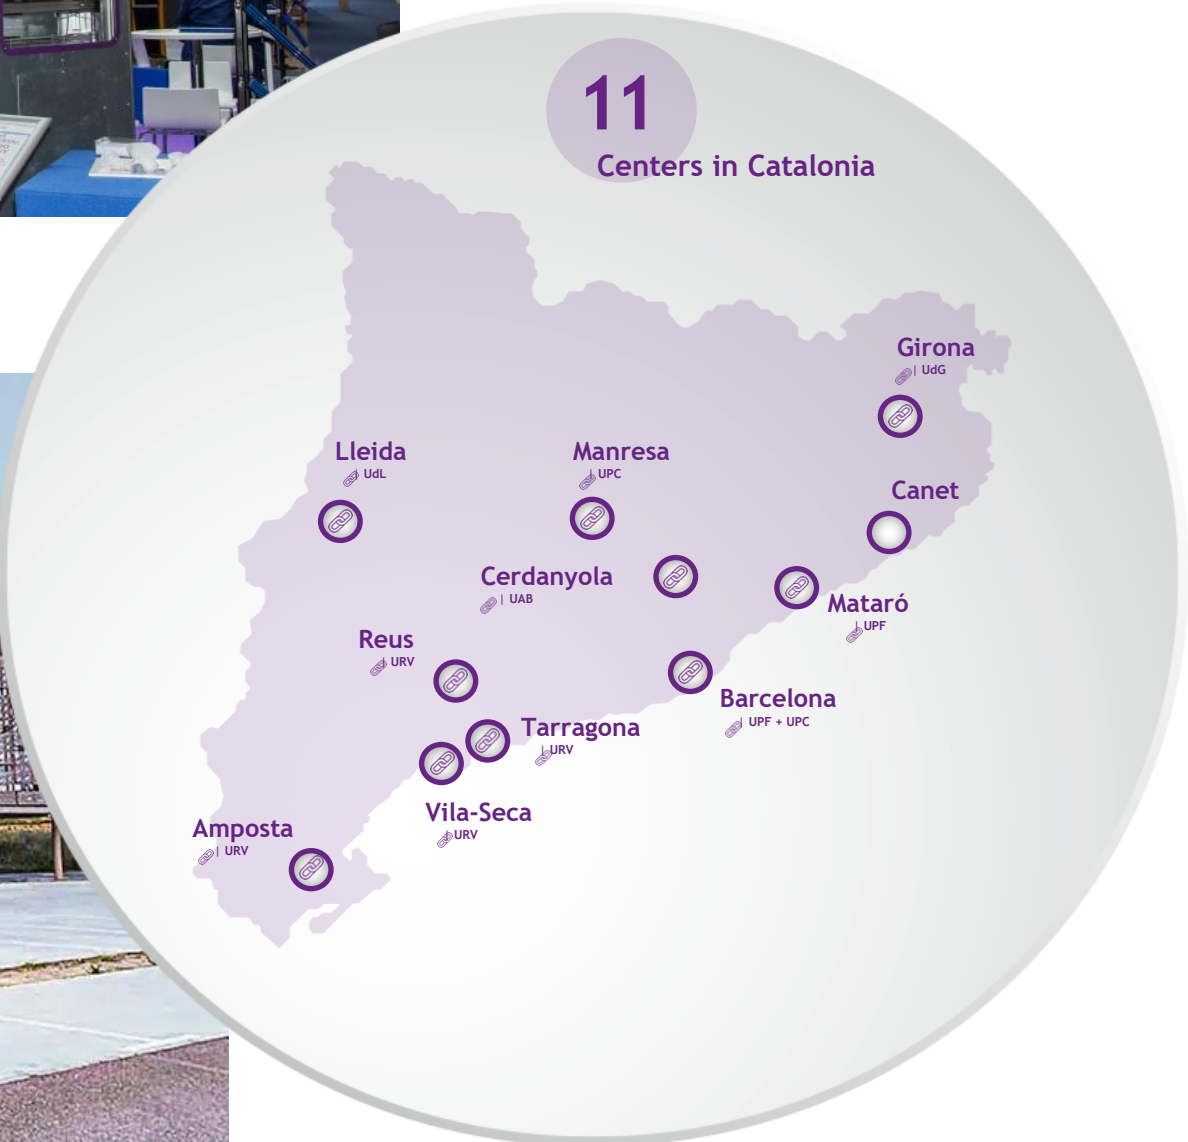 11
Centers in Catalonia
Girona
| UdG
Lleida
| UdL
Manresa
| UPC
Canet
Cerdanyola
| UAB
Mataró
| UPF
Reus
| URV
Barcelona
| UPF + UPC
Tarragona
| URV
Vila-Seca
| URV
Amposta
| URV